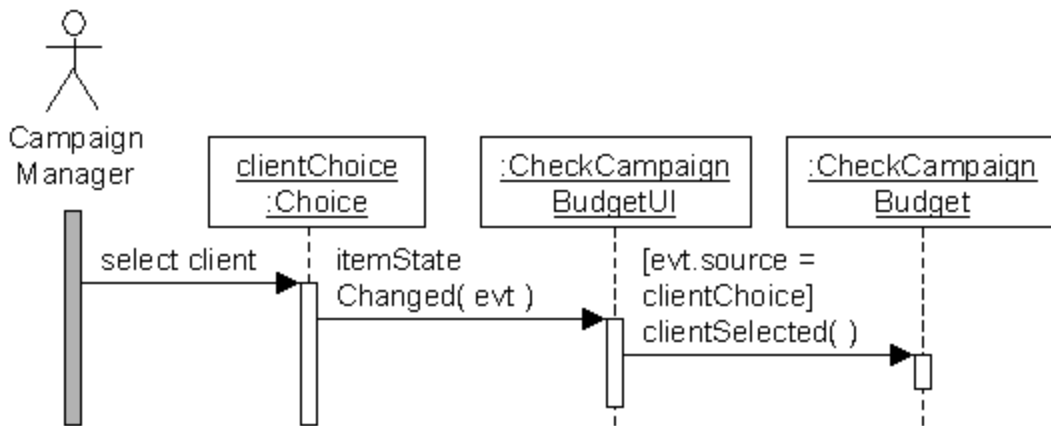 Campaign
Manager
clientChoice
:Choice
:CheckCampaign
BudgetUI
:CheckCampaign
Budget
select client
itemState
Changed( evt )
[evt.source =
clientChoice]
clientSelected( )